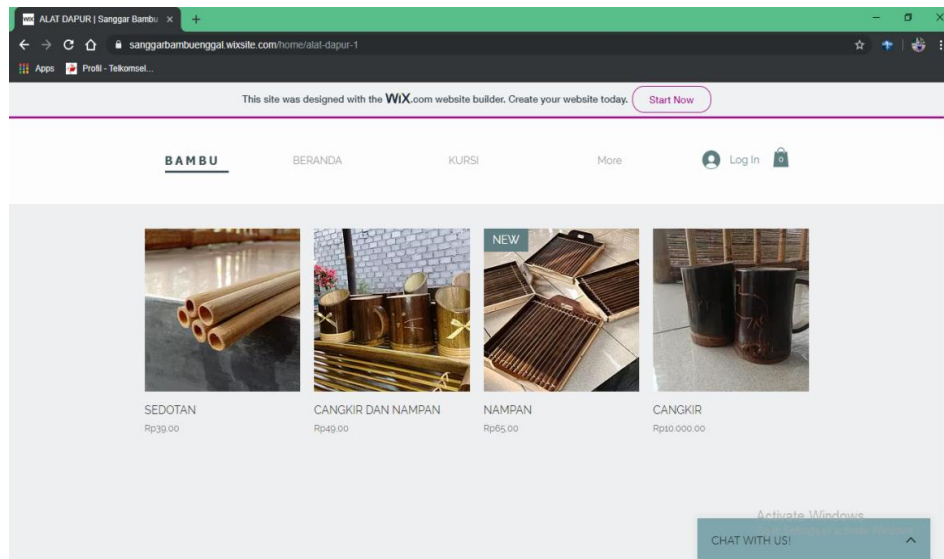 WiX ALAT DAPUR | Sanggar Bambu
sanggarbambuenggal.wixsite.com/home/alat-dapur-1
Apps Profil - Telkomsel...
This site was designed with the WiX.com website builder. Create your website today. Start Now
BAMBU BERANDA KURSI More Log In 0
NEW
SEDOTAN CANGKIR DAN NAMPAN NAMPAN CANGKIR
Rp39.00 Rp49.00 Rp65.00 Rp10.000.00
Activate Windows
CHAT WITH US!